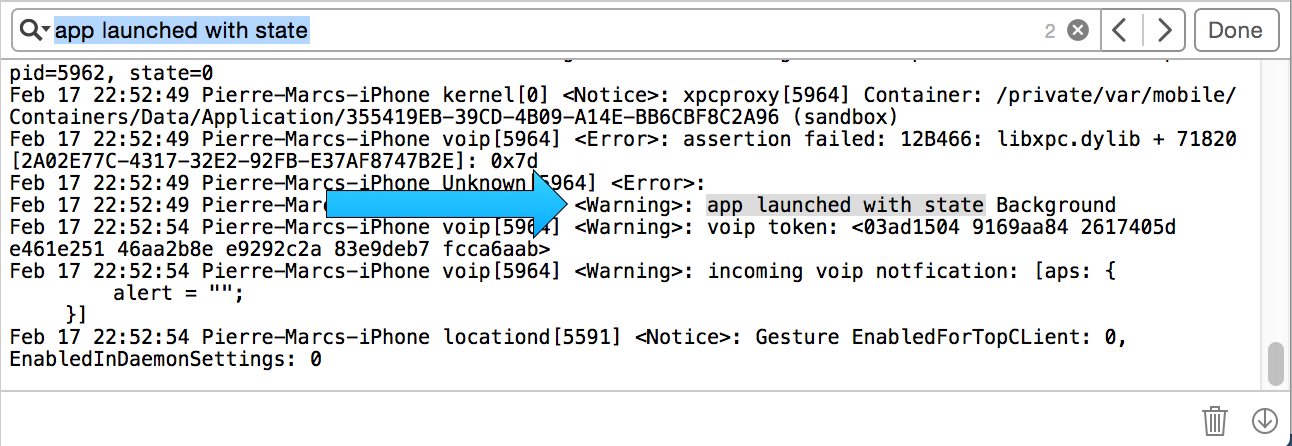 app launched with state
2
Done
pid=5962, state=0
Feb 17 22:52:49 Pierre-Marcs-iPhone kernel[0] <Notice>: xpcproxy[5964] Container: /private/var/mobile/
Containers/Data/Application/355419EB-39CD-4B09-A14E-BB6CBF8C2A96 (sandbox)
Feb 17 22:52:49 Pierre-Marcs-iPhone voip[5964] <Error>: assertion failed: 12B466: libxpc.dylib + 71820
[2A02E77C-4317-32E2-92FB-E37AF8747B2E]: 0x7d
Feb 17 22:52:49 Pierre-Marcs-iPhone Unknown[5964] <Error>:
Feb 17 22:52:49 Pierre-Mar <Warning>: app launched with state Background
Feb 17 22:52:54 Pierre-Marcs-iPhone voip[5964] <Warning>: voip token: <03ad1504 9169aa84 2617405d
e461e251 46aa2b8e e9292c2a 83e9deb7 fcca6aab>
Feb 17 22:52:54 Pierre-Marcs-iPhone voip[5964] <Warning>: incoming voip notfication: [aps: {
alert = "";
}]
Feb 17 22:52:54 Pierre-Marcs-iPhone locationd[5591] <Notice>: Gesture EnabledForTopCLient: 0,
EnabledInDaemonSettings: 0